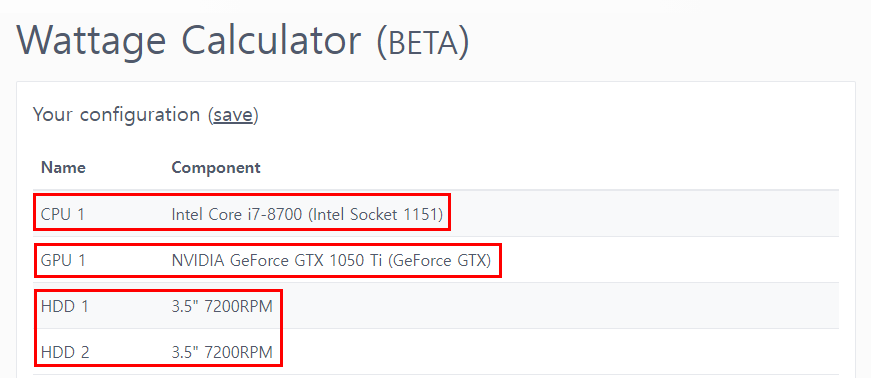 Wattage Calculator (BETA)
Your configuration (save)
Name Component
CPU 1 Intel Core i7-8700 (Intel Socket 1151)
GPU 1 NVIDIA GeForce GTX 1050 Ti (GeForce GTX)
HDD 1 3.5" 7200RPM
HDD 2 3.5" 7200RPM